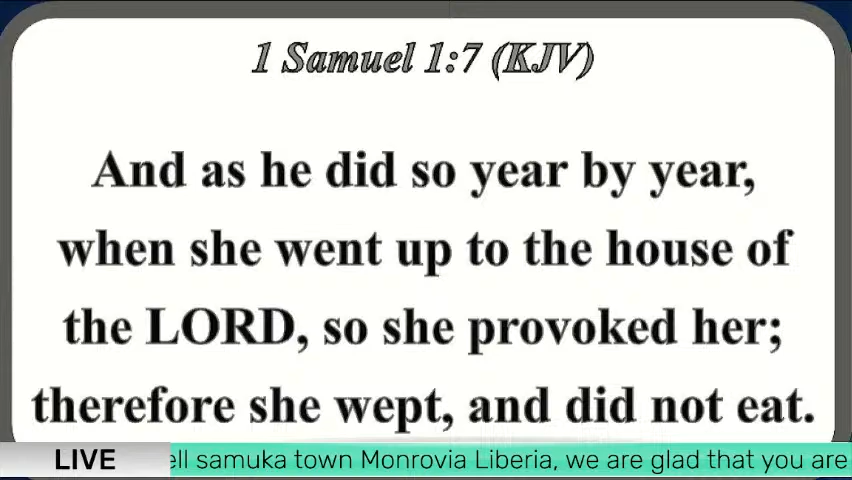 1 Samuel 1:7 (KJV)
And as he did so year by year,
when she went up to the house of
the LORD, so she provoked her;
therefore she wept, and did not eat.
LIVE
samuka town Monrovia Liberia, we are glad that you are